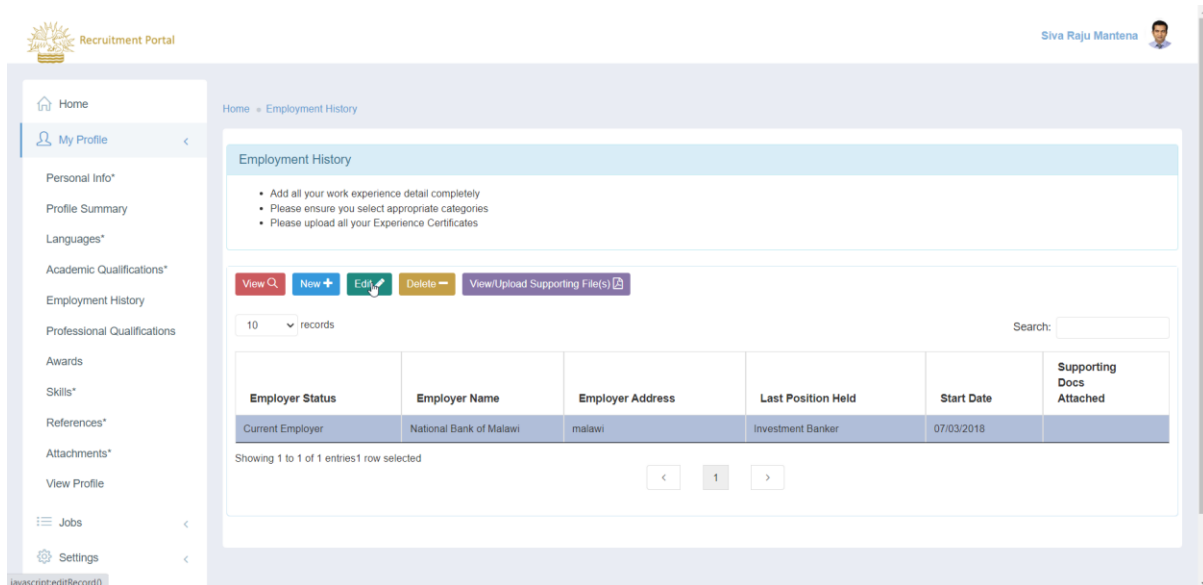 Recruitment Portal
Siva Raju Mantena
Home
My Profile
Personal Info*
Profile Summary
Languages*
Academic Qualifications*
Employment History
Professional Qualifications
Awards
Skills*
References*
Attachments*
View Profile
Jobs
Settings
javascript:editRecord()
Home » Employment History
Employment History
• Add all your work experience detail completely
• Please ensure you select appropriate categories
• Please upload all your Experience Certificates
View New Edit Delete View/Upload Supporting File(s)
10 records Search:
Employer Status Employer Name Employer Address Last Position Held Start Date Supporting Docs Attached
Current Employer National Bank of Malawi malawi Investment Banker 07/03/2018
Showing 1 to 1 of 1 entries1 row selected
< 1 >